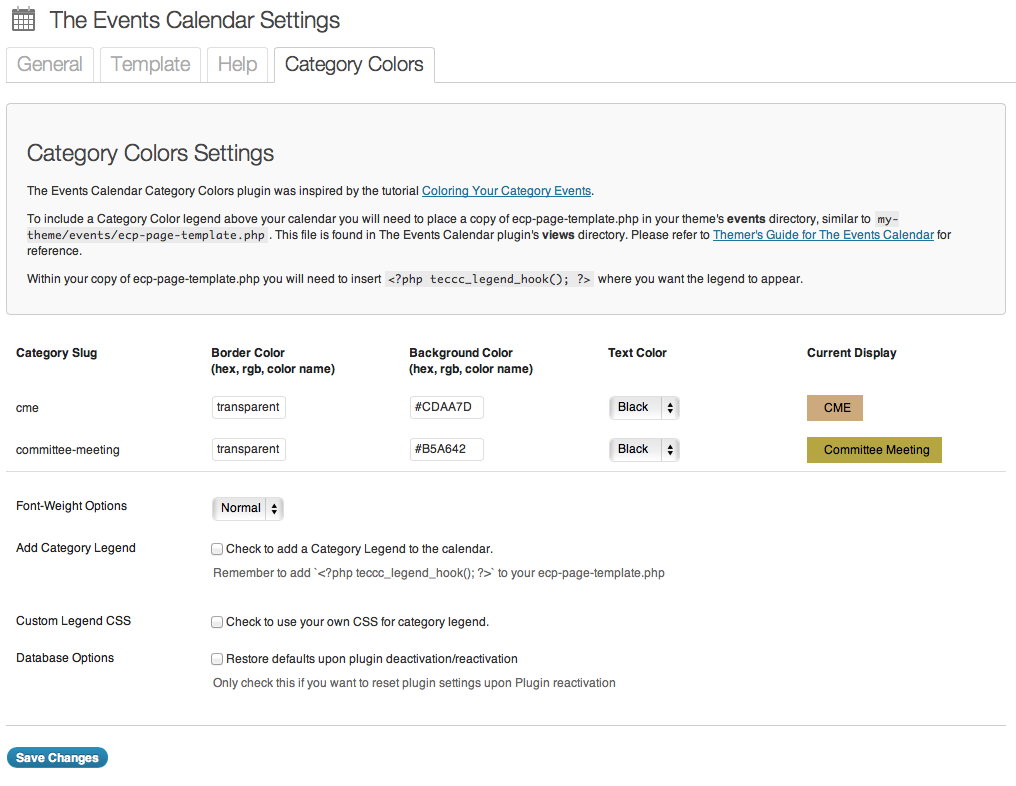 The Events Calendar Settings
General Template Help Category Colors
Category Colors Settings
The Events Calendar Category Colors plugin was inspired by the tutorial Coloring Your Category Events.
To include a Category Color legend above your calendar you will need to place a copy of ecp-page-template.php in your theme's events directory, similar to my-
theme/events/ecp-page-template.php . This file is found in The Events Calendar plugin's views directory. Please refer to Themer's Guide for The Events Calendar for
reference.
Within your copy of ecp-page-template.php you will need to insert <?php teccc_legend_hook(); ?> where you want the legend to appear.
Category Slug Border Color Background Color Text Color Current Display
(hex, rgb, color name) (hex, rgb, color name)
cme transparent #CDAA7D Black CME
committee-meeting transparent #B5A642 Black Committee Meeting
Font-Weight Options Normal
Add Category Legend Check to add a Category Legend to the calendar.
Remember to add `<?php teccc_legend_hook(); ?>` to your ecp-page-template.php
Custom Legend CSS Check to use your own CSS for category legend.
Database Options Restore defaults upon plugin deactivation/reactivation
Only check this if you want to reset plugin settings upon Plugin reactivation
Save Changes